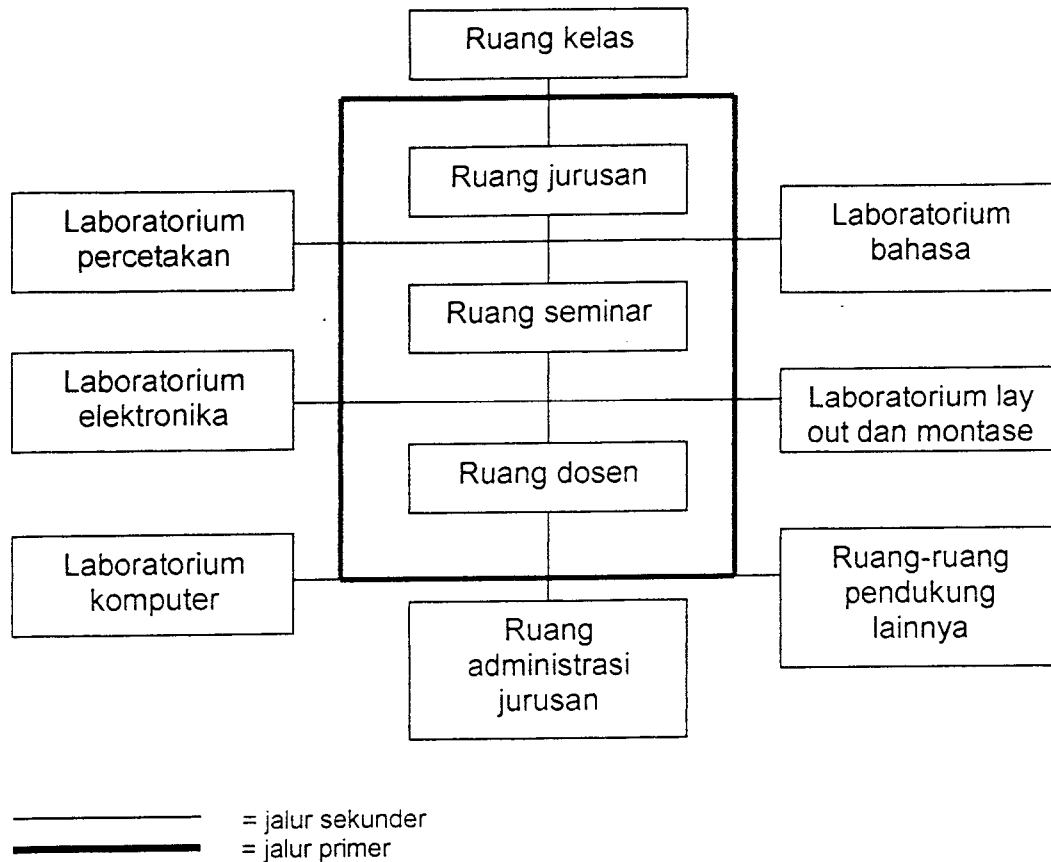 Ruang kelas
Ruang jurusan
Laboratorium
percetakan
Laboratorium
bahasa
Ruang seminar
Laboratorium
elektronika
Laboratorium lay
out dan montase
Ruang dosen
Laboratorium
komputer
Ruang-ruang
pendukung
lainnya
Ruang
administrasi
jurusan
= jalur sekunder
= jalur primer